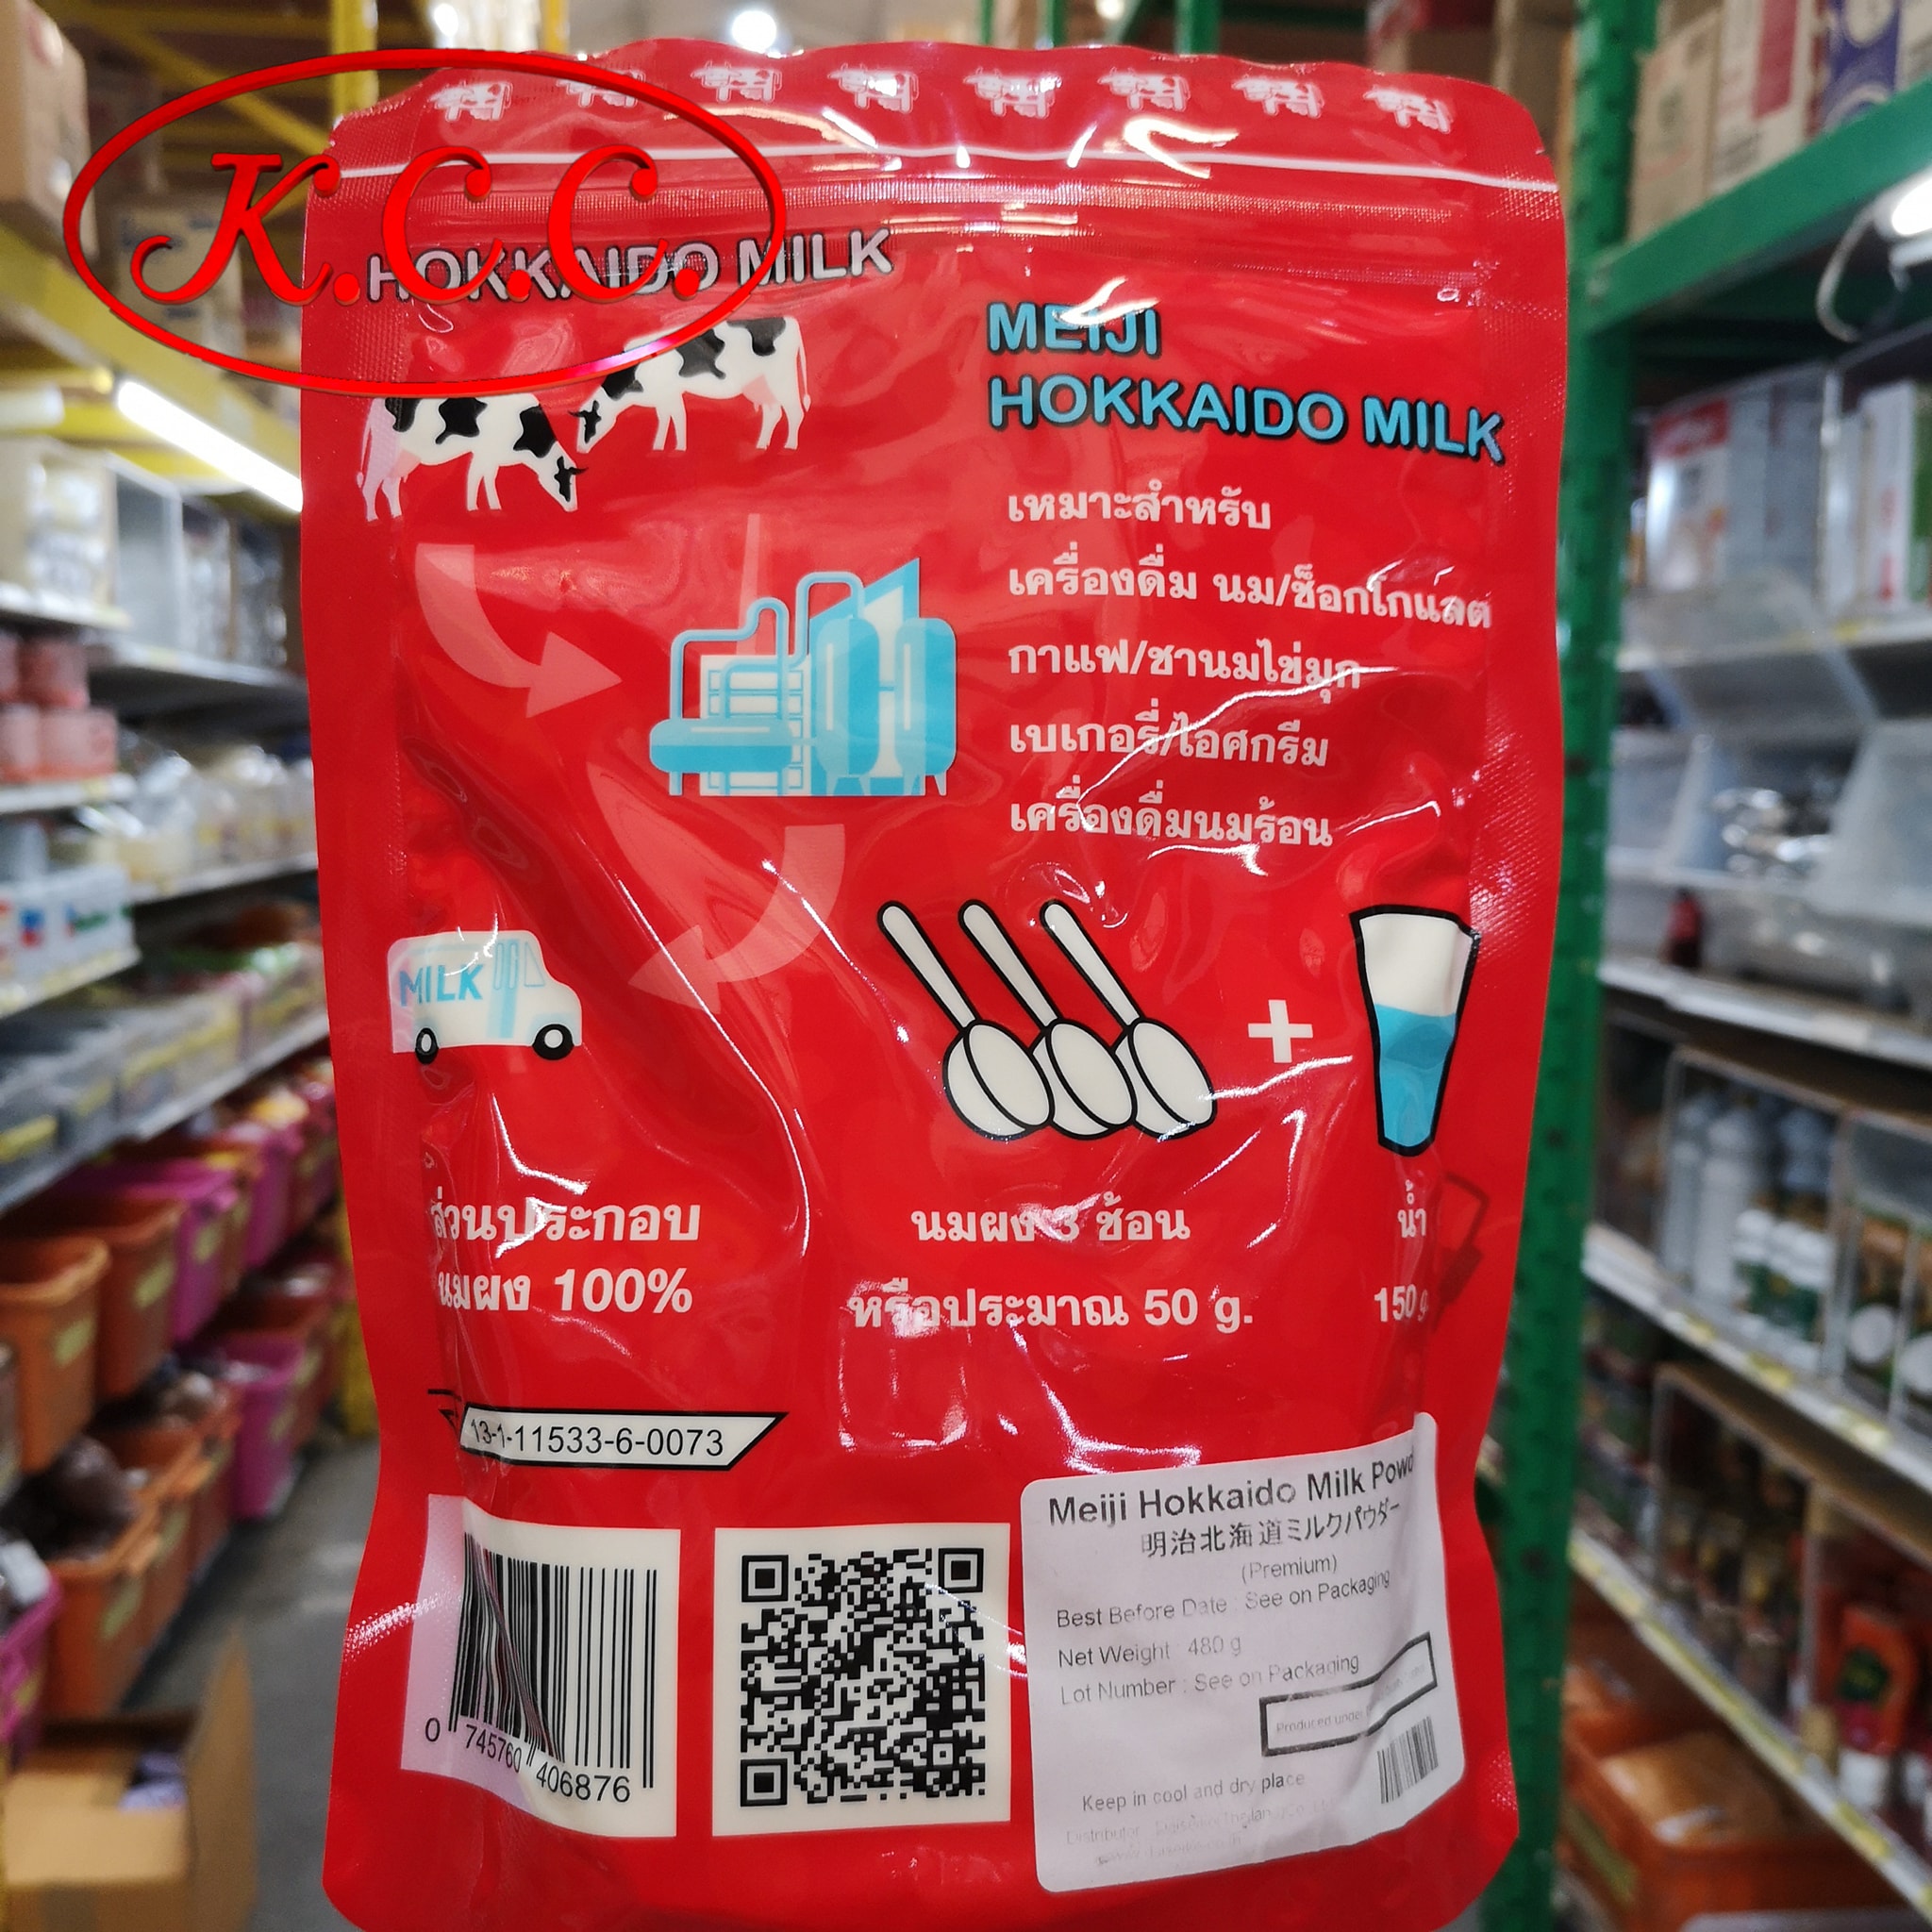 K.C.C.
HOKKAIDO MILK
MEIJI
HOKKAIDO MILK
เหมาะสำหรับ
เครื่องดื่ม นม/ช็อกโกแลต
กาแฟ/ชานมไข่มุก
เบเกอรี่/ไอศกรีม
เครื่องดื่มนมร้อน
MILK
+
ส่วนประกอบ
นมผง 100%
นมผง 3 ช้อน
หรือประมาณ 50 g.
น้ำ
150 g
13-1-11533-6-0073
0 745760 406876
Meiji Hokkaido Milk Powd
明治北海道ミルクパウダー
(Premium)
Best Before Date : See on Packaging
Net Weight : 480 g
Lot Number : See on Packaging
Produced under
Keep in cool and dry place
Distributor